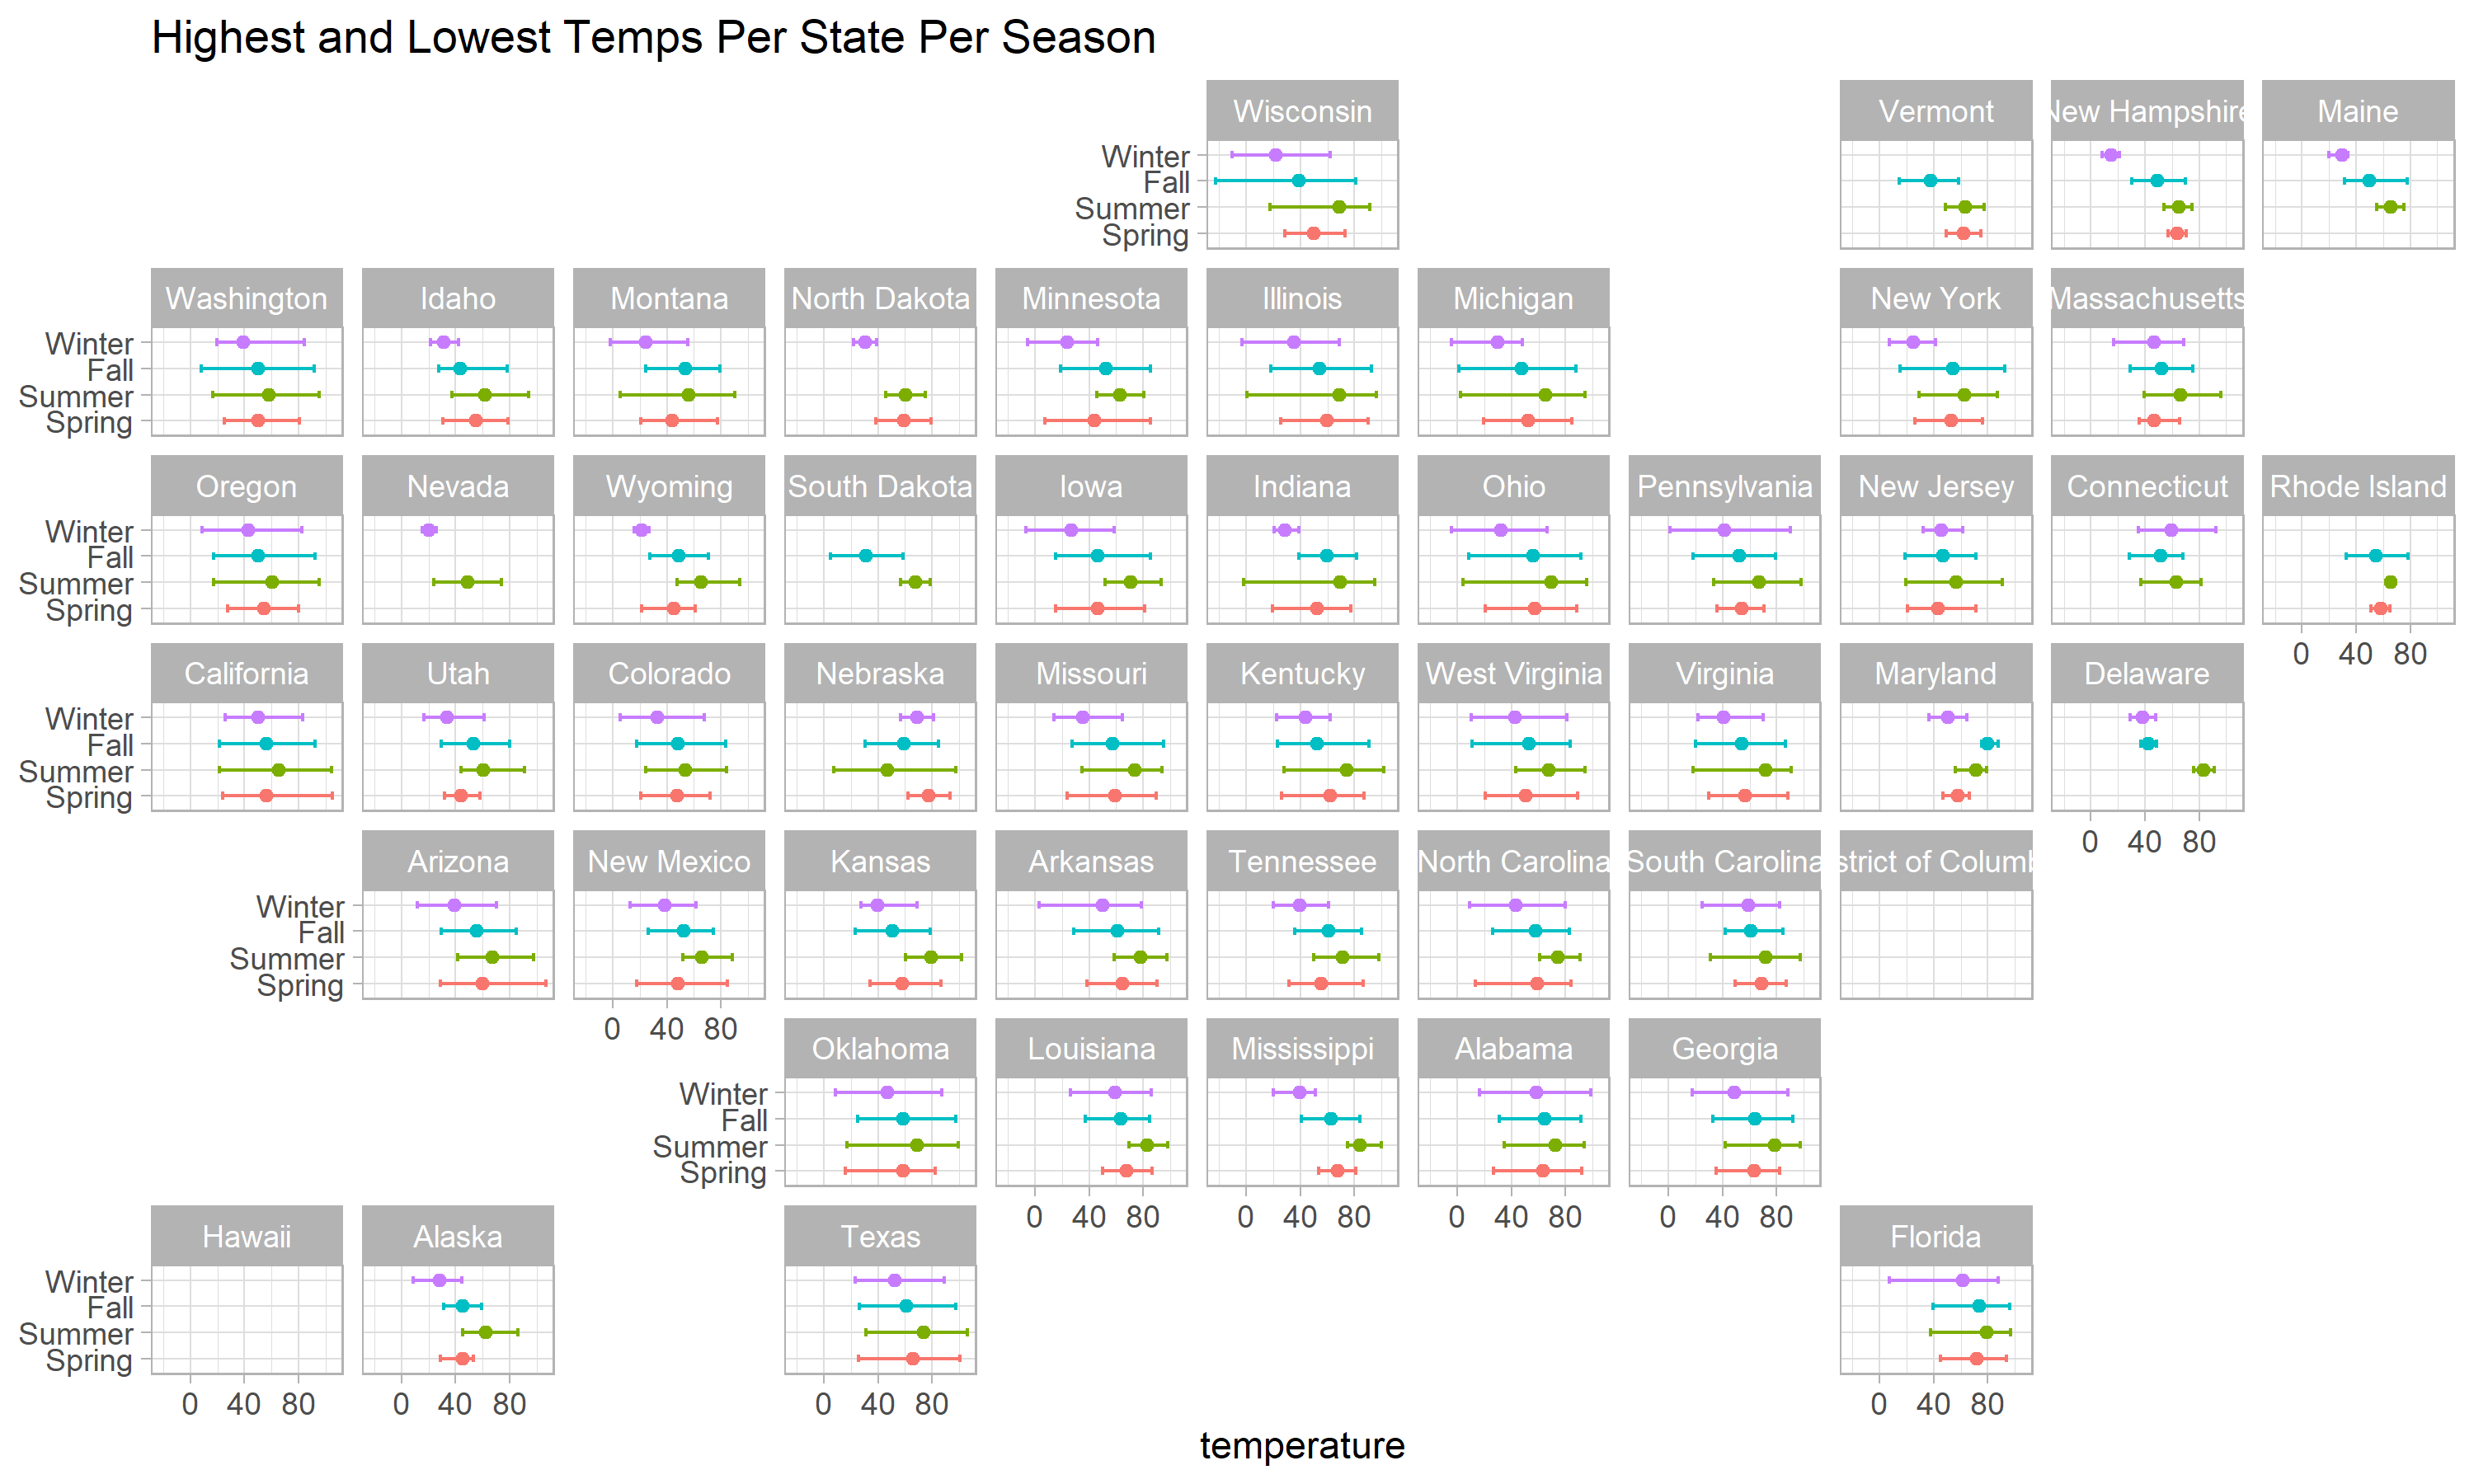 Highest and Lowest Temps Per State Per Season
Wisconsin Vermont New Hampshire Maine
Winter
Fall
Summer
Spring
Washington Idaho Montana North Dakota Minnesota Illinois Michigan New York Massachusetts
Winter
Fall
Summer
Spring
Oregon Nevada Wyoming South Dakota Iowa Indiana Ohio Pennsylvania New Jersey Connecticut Rhode Island
Winter
Fall
Summer
Spring
0 40 80
California Utah Colorado Nebraska Missouri Kentucky West Virginia Virginia Maryland Delaware
Winter
Fall
Summer
Spring
0 40 80
Arizona New Mexico Kansas Arkansas Tennessee North Carolina South Carolina strict of Columb
Winter
Fall
Summer
Spring
0 40 80
Oklahoma Louisiana Mississippi Alabama Georgia
Winter
Fall
Summer
Spring
0 40 80 0 40 80 0 40 80 0 40 80
Hawaii Alaska Texas Florida
Winter
Fall
Summer
Spring
0 40 80 0 40 80 0 40 80 0 40 80
temperature